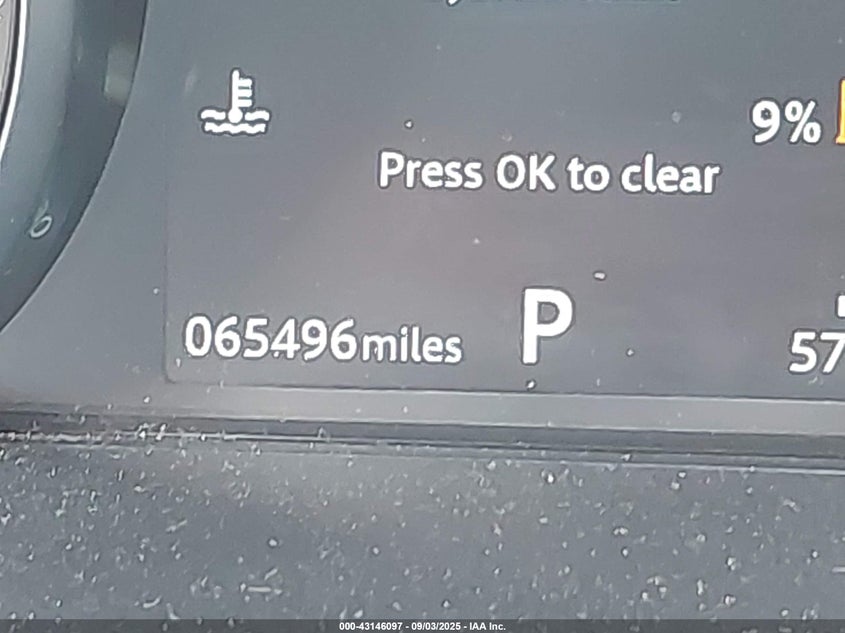 9%
Press OK to clear
065496miles
P
57
000-43146097 - 09/03/2025 - IAA Inc.